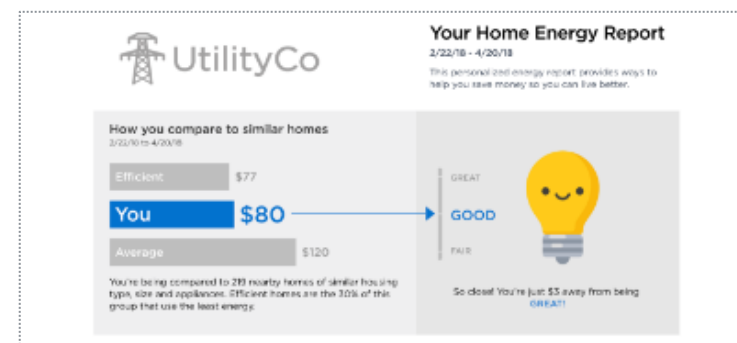 UtilityCo
Your Home Energy Report
2/22/18 - 4/20/18
This personalized energy report provides ways to
help you save money so you can live better.
How you compare to similar homes
2/22/18 to 4/20/18
Efficient $77
You $80
Average $120
You're being compared to 219 nearby homes of similar housing
type, size and appliances. Efficient homes are the 30% of this
group that use the least energy.
GREAT
GOOD
FAIR
So close! You're just $3 away from being
GREAT!